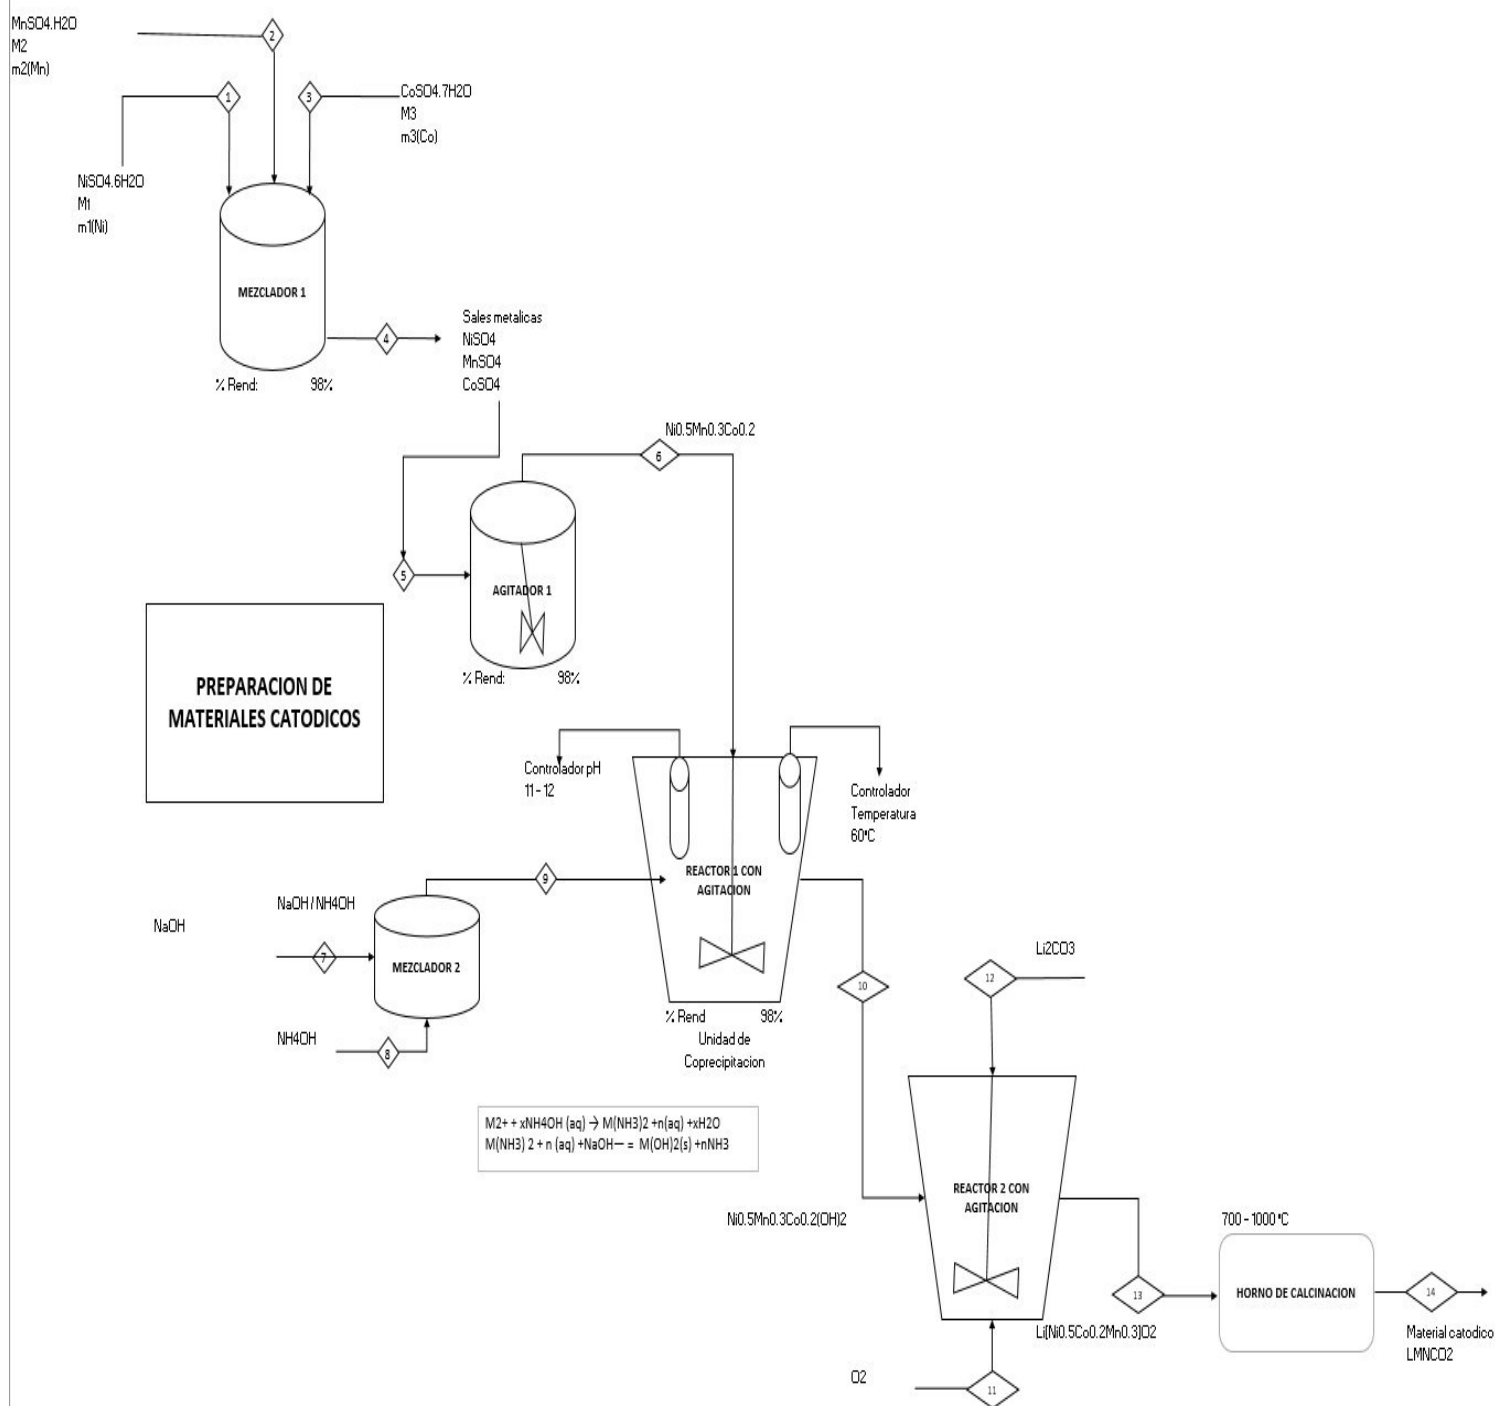 MnSO4.H2O
M2
m2(Mn)
2
1
3
CoSO4.7H2O
M3
m3(Co)
NiSO4.6H2O
M1
m1(Ni)
MEZCLADOR 1
% Rend: 98%
4
Sales metalicas
NiSO4
MnSO4
CoSO4
Ni0.5Mn0.3Co0.2
6
5
AGITADOR 1
% Rend: 98%
PREPARACION DE
MATERIALES CATODICOS
Controlador pH
11 - 12
Controlador
Temperatura
60°C
REACTOR 1 CON
AGITACION
9
NaOH / NH4OH
NaOH
7
MEZCLADOR 2
NH4OH
8
% Rend 98%
Unidad de
Coprecipitacion
10
Li2CO3
12
M2+ + xNH4OH (aq) → M(NH3)2 +n(aq) +xH2O
M(NH3) 2 + n (aq) +NaOH— = M(OH)2(s) +nNH3
REACTOR 2 CON
AGITACION
Ni0.5Mn0.3Co0.2(OH)2
700 - 1000 °C
HORNO DE CALCINACION
13
14
Li[Ni0.5Co0.2Mn0.3]O2
Material catodico
LMNCO2
O2
11